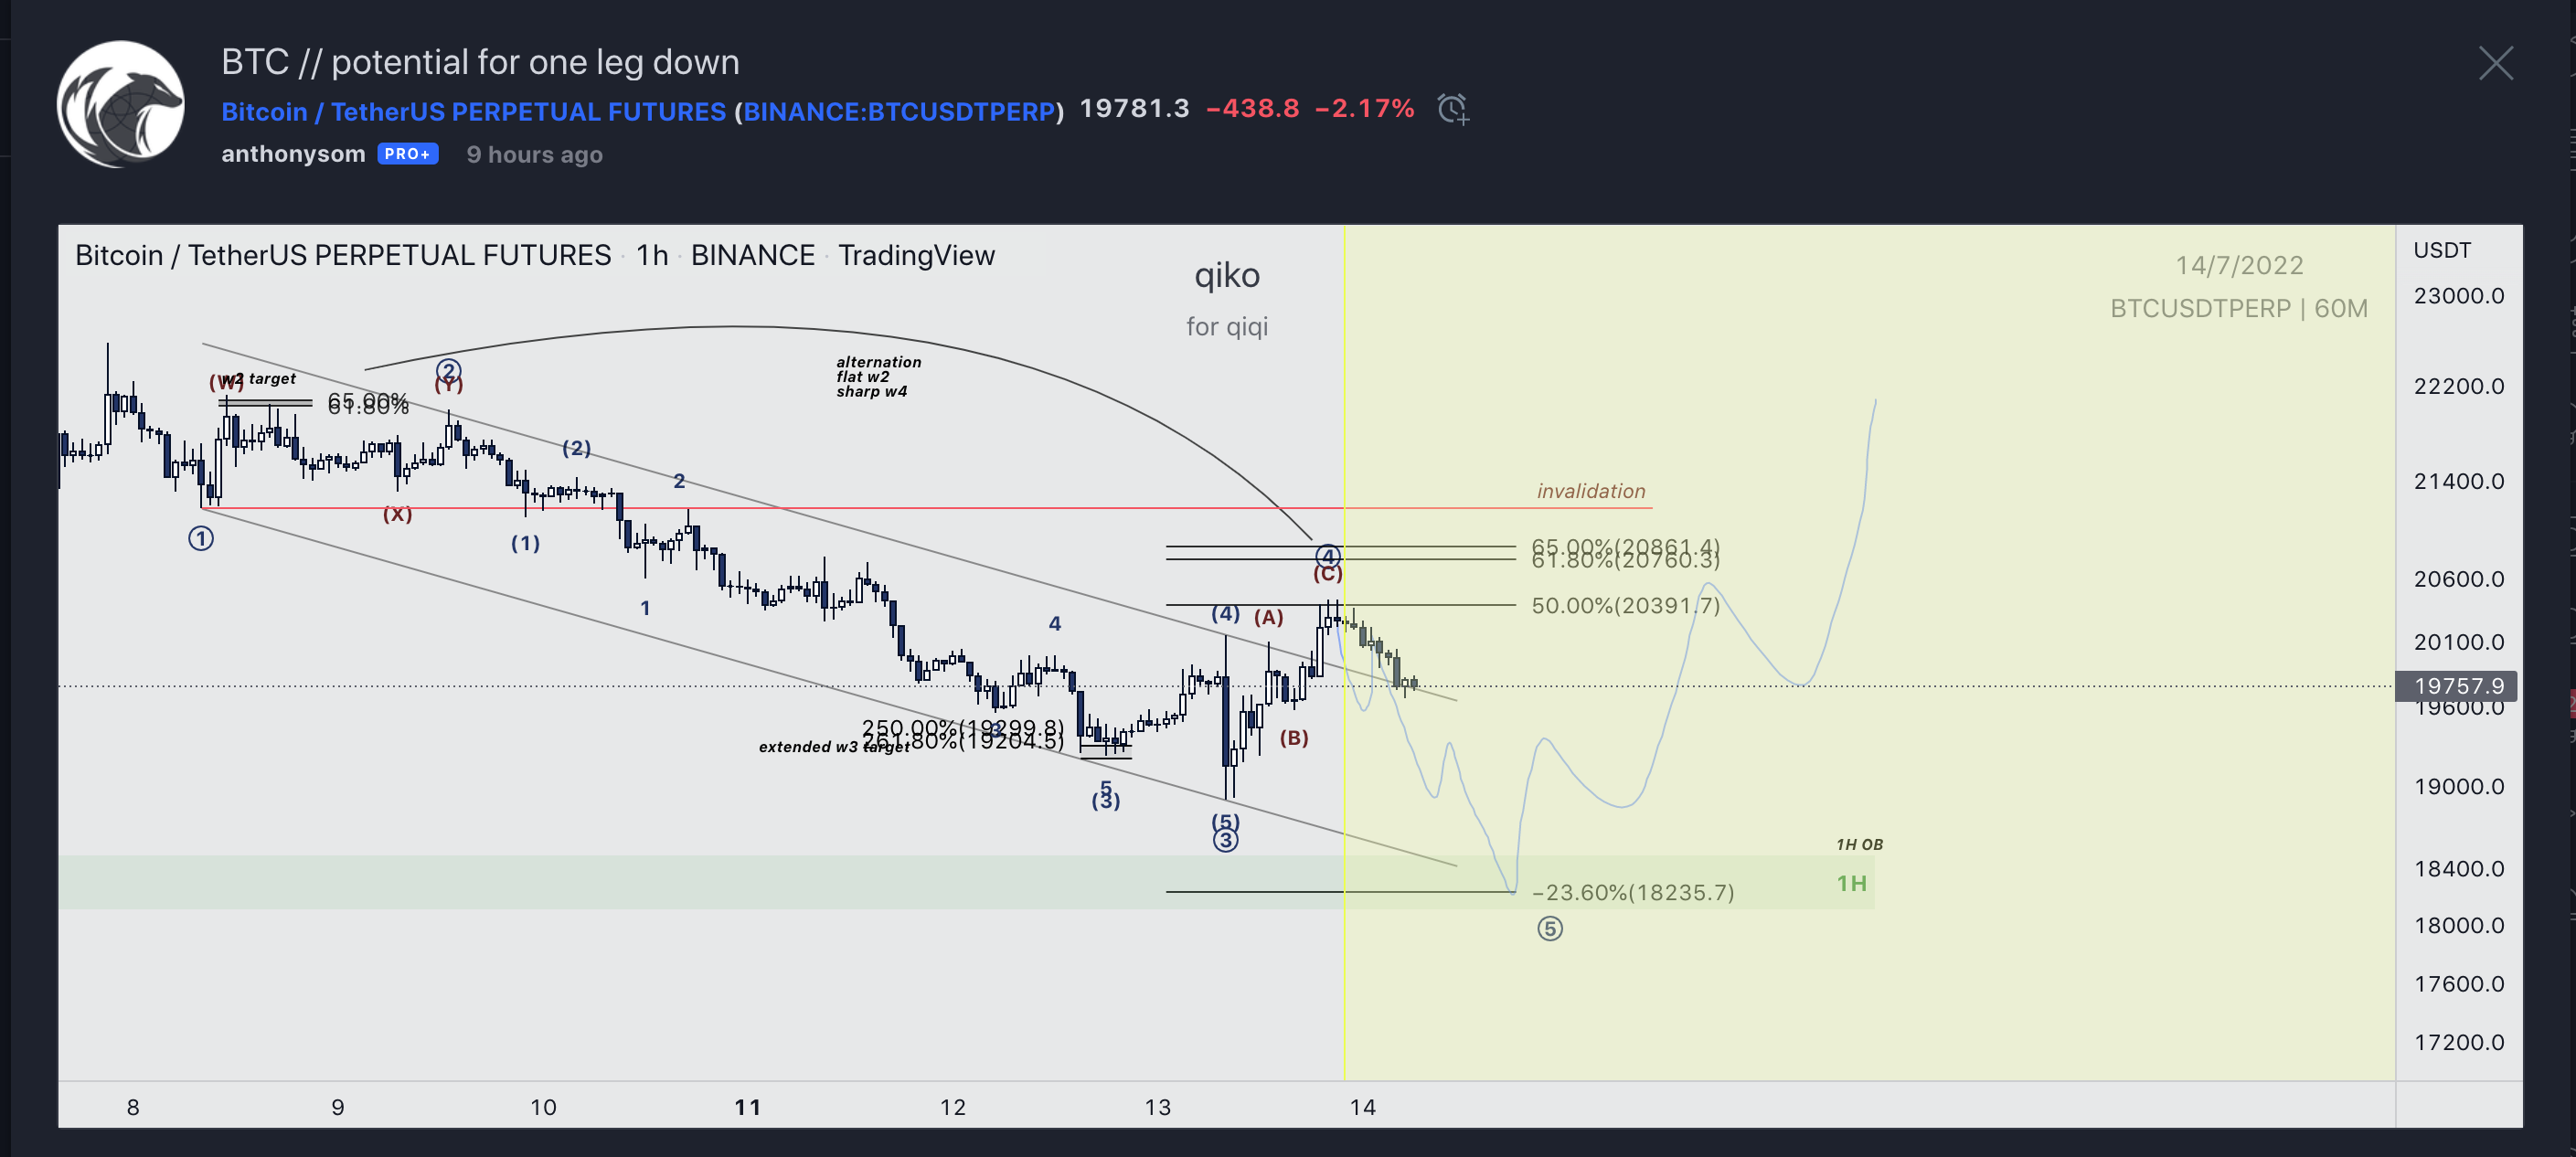 BTC // potential for one leg down
Bitcoin / TetherUS PERPETUAL FUTURES (BINANCE:BTCUSDTPERP) 19781.3 −438.8 −2.17%
anthonysom PRO+ 9 hours ago
Bitcoin / TetherUS PERPETUAL FUTURES · 1h · BINANCE · TradingView
USDT
qiko
for qiqi
14/7/2022
BTCUSDTPERP | 60M
23000.0
22200.0
21400.0
20600.0
20100.0
19757.9
19600.0
19000.0
18400.0
18000.0
17600.0
17200.0
alternation
flat w2
sharp w4
(W)
w2 target
65.00%
61.80%
②
(Y)
(2)
2
invalidation
①
(X)
(1)
1
65.00%(20861.4)
61.80%(20760.3)
④
(C)
50.00%(20391.7)
(4)
(A)
4
250.00%(19299.8)
261.80%(19204.5)
3
extended w3 target
(B)
5
(3)
(5)
③
1H OB
1H
−23.60%(18235.7)
⑤
8 9 10 11 12 13 14